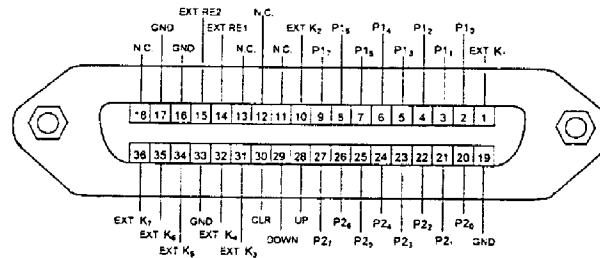 EXT RE2 N.C. P1₆ P1₄ P1₂ P1₀
GND EXT RE1 EXT K₂
N.C. GND N.C. N.C. P1₇ P1₅ P1₃ P1₁
18 17 16 15 14 13 12 11 10 9 8 7 6 5 4 3 2 1
36 35 34 33 32 31 30 29 28 27 26 25 24 23 22 21 20 19
EXT K₇ GND CLR UP P2₆ P2₄ P2₂ P2₀
EXT K₆ EXT K₄ DOWN P2₇ P2₅ P2₃ P2₁ GND
EXT K₅ EXT K₃